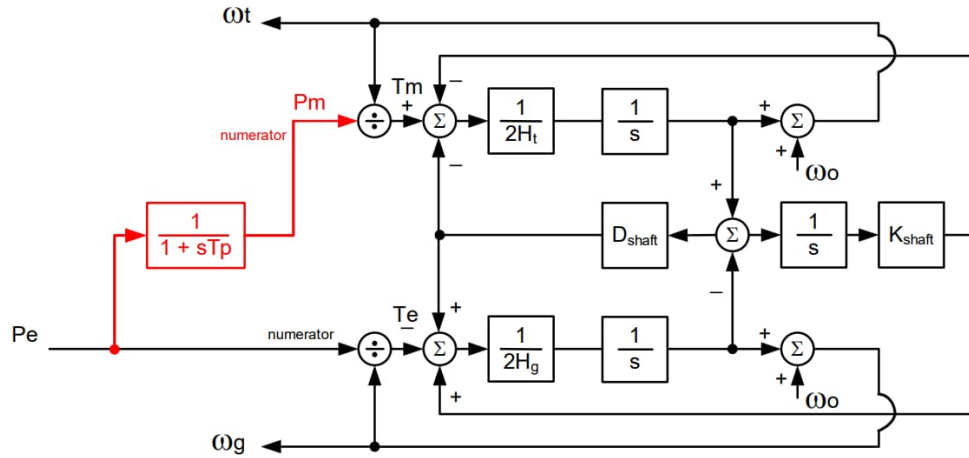 ωt
Tm
Pm
+
−
Σ
÷
numerator
1
2Ht
1
s
+
Σ
+
ωo
−
+
1
1 + sTp
Dshaft
Σ
1
s
Kshaft
−
Pe
numerator
÷
Te
−
+
Σ
+
1
2Hg
1
s
+
Σ
+
ωo
ωg